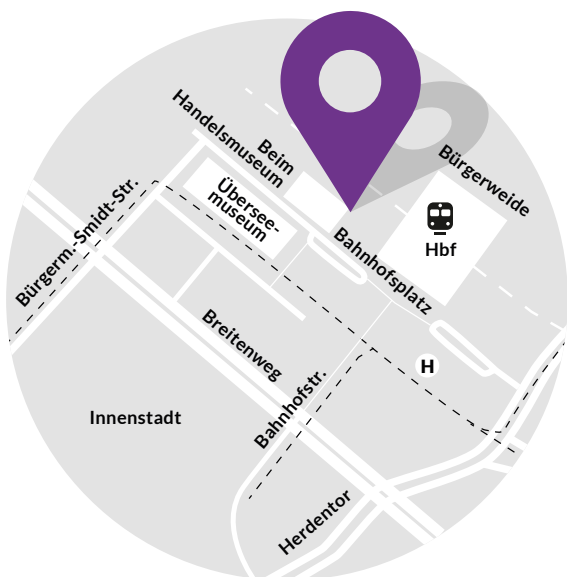 Beim
Handelsmuseum
Bürgerweide
Bürgerm.-Smidt-Str.
Übersee-
museum
Hbf
Bahnhofsplatz
Breitenweg
H
Bahnhofstr.
Innenstadt
Herdentor